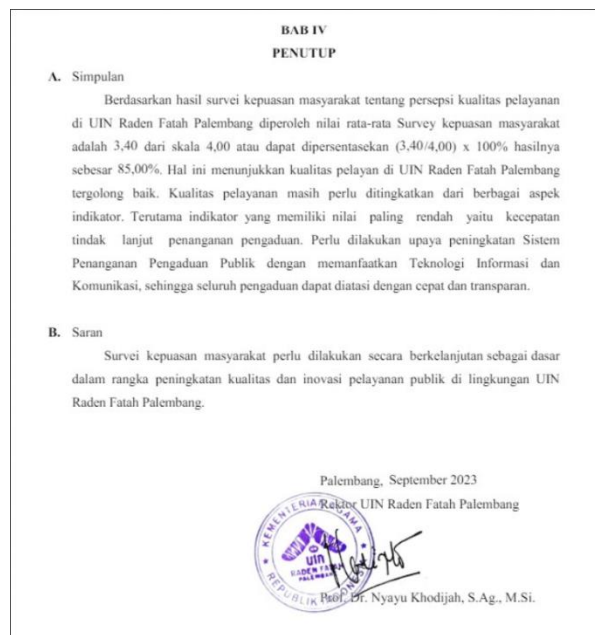 BAB IV
PENUTUP
A. Simpulan
Berdasarkan hasil survei kepuasan masyarakat tentang persepsi kualitas pelayanan
di UIN Raden Fatah Palembang diperoleh nilai rata-rata Survey kepuasan masyarakat
adalah 3,40 dari skala 4,00 atau dapat dipersentasekan (3,40/4,00) x 100% hasilnya
sebesar 85,00%. Hal ini menunjukkan kualitas pelayan di UIN Raden Fatah Palembang
tergolong baik. Kualitas pelayanan masih perlu ditingkatkan dari berbagai aspek
indikator. Terutama indikator yang memiliki nilai paling rendah yaitu kecepatan
tindak lanjut penanganan pengaduan. Perlu dilakukan upaya peningkatan Sistem
Penanganan Pengaduan Publik dengan memanfaatkan Teknologi Informasi dan
Komunikasi, sehingga seluruh pengaduan dapat diatasi dengan cepat dan transparan.
B. Saran
Survei kepuasan masyarakat perlu dilakukan secara berkelanjutan sebagai dasar
dalam rangka peningkatan kualitas dan inovasi pelayanan publik di lingkungan UIN
Raden Fatah Palembang.
Palembang, September 2023
Rektor UIN Raden Fatah Palembang
KEMENTERIAN AGAMA
UIN
RADEN FATAH
PALEMBANG
REPUBLIK INDONESIA
Prof. Dr. Nyayu Khodijah, S.Ag., M.Si.